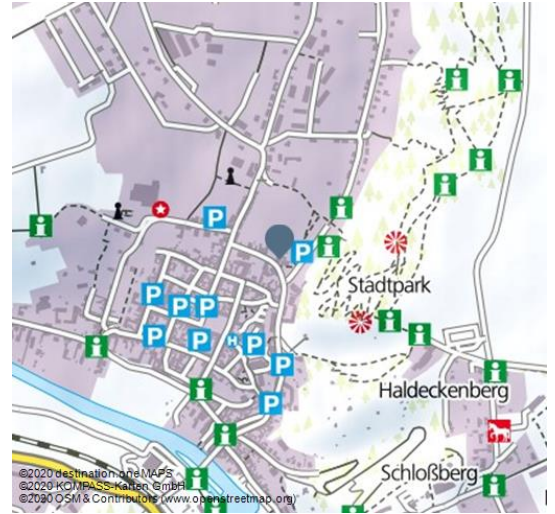 P
P
Stadtpark
P
P
P
P
P
H
P
P
Haldeckenberg
P
Schloßberg
©2020 destination.one MAPS
©2020 KOMPASS-Karten GmbH
©2020 OSM & Contributors (www.openstreetmap.org)